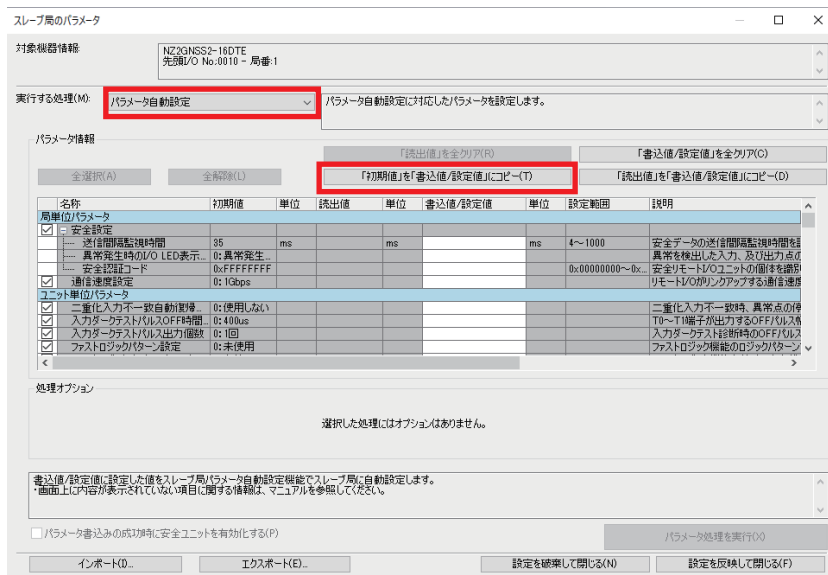 スレーブ局のパラメータ
対象機器情報:
NZ2GNSS2-16DTE
先頭I/O No.:0010 - 局番:1
実行する処理(M):
パラメータ自動設定
パラメータ自動設定に対応したパラメータを設定します。
パラメータ情報
「読出値」を全クリア(R)
「書込値/設定値」を全クリア(C)
全選択(A)
全解除(L)
「初期値」を「書込値/設定値」にコピー(T)
「読出値」を「書込値/設定値」にコピー(D)
名称 初期値 単位 読出値 単位 書込値/設定値 単位 設定範囲 説明
局単位パラメータ
安全設定
送信間隔監視時間 35 ms ms ms 4～1000 安全データの送信間隔監視時間を
異常発生時のI/O LED表示... 0:異常発生... 異常を検出した入力、及び出力点の
安全認証コード 0xFFFFFFFF 0x00000000～0x... 安全リモートI/Oユニットの個体を識別
通信速度設定 0:1Gbps リモートI/Oがリンクアップする通信速度
ユニット単位パラメータ
二重化入力不一致自動復帰... 0:使用しない 二重化入力不一致時、異常点の
入力ダークテストパルスOFF時間... 0:400us T0～T1端子が出力するOFFパルス
入力ダークテストパルス出力個数 0:1回 入力ダークテスト診断時のOFFパルス
ファストロジックパターン設定 0:未使用 ファストロジック機能のロジックパターン
処理オプション
選択した処理にはオプションはありません。
書込値/設定値に設定した値をスレーブ局パラメータ自動設定機能でスレーブ局に自動設定します。
・画面上に内容が表示されていない項目に関する情報は、マニュアルを参照してください。
パラメータ書込みの成功時に安全ユニットを有効化する(P)
パラメータ処理を実行(X)
インポート(I)...
エクスポート(E)...
設定を破棄して閉じる(N)
設定を反映して閉じる(F)